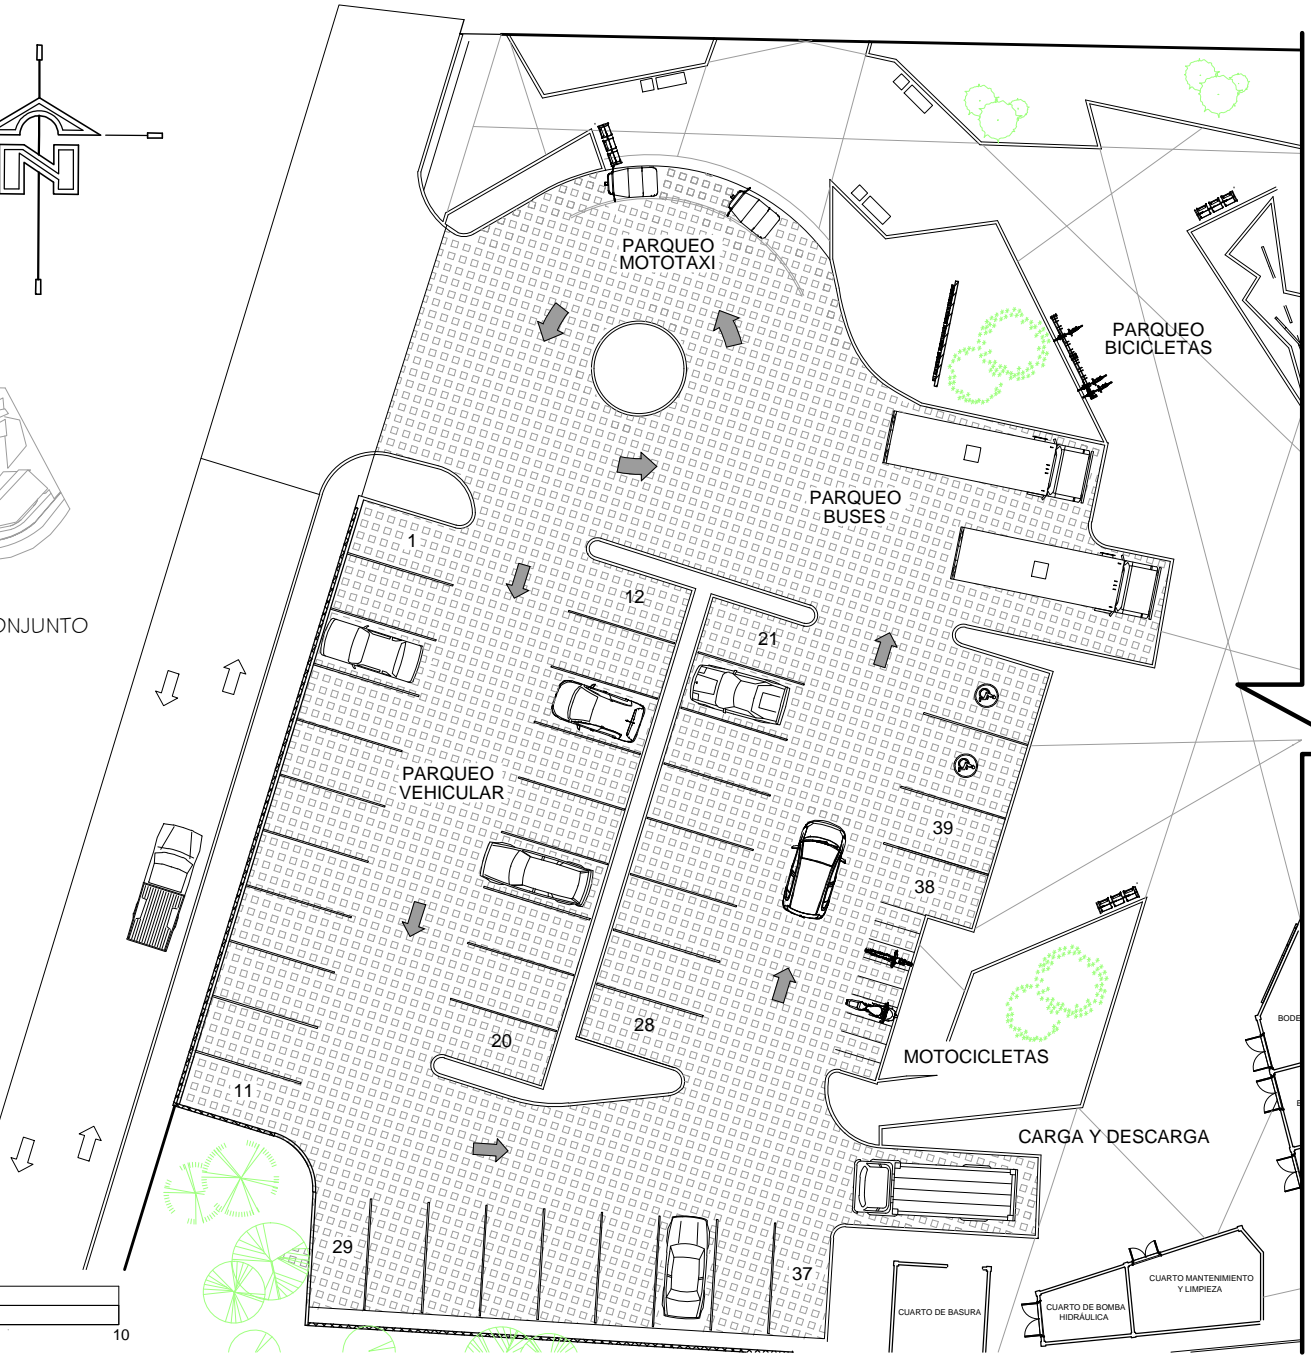 N
PARQUEO
MOTOTAXI
PARQUEO
BICICLETAS
PARQUEO
BUSES
1
12
21
ONJUNTO
PARQUEO
VEHICULAR
39
38
28
20
11
MOTOCICLETAS
BODE
CARGA Y DESCARGA
29
37
CUARTO MANTENIMIENTO
Y LIMPIEZA
CUARTO DE BOMBA
HIDRÁULICA
CUARTO DE BASURA
10